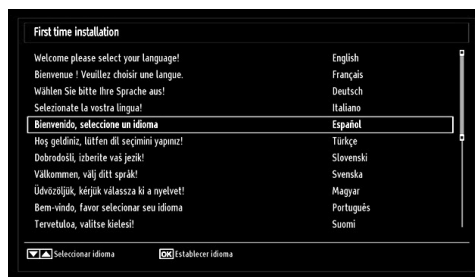 First time installation
Welcome please select your language! English
Bienvenue ! Veuillez choisir une langue. Français
Wählen Sie bitte Ihre Sprache aus! Deutsch
Selezionate la vostra lingua! Italiano
Bienvenido, seleccione un idioma Español
Hoş geldiniz, lütfen dil seçimini yapınız! Türkçe
Dobrodošli, izberite vaš jezik! Slovenski
Välkommen, välj ditt språk! Svenska
Üdvözöljük, kérjük válassza ki a nyelvet! Magyar
Bem-vindo, favor selecionar seu idioma Português
Tervetuloa, valitse kielesi! Suomi
Seleccionar idioma OK Establecer idioma